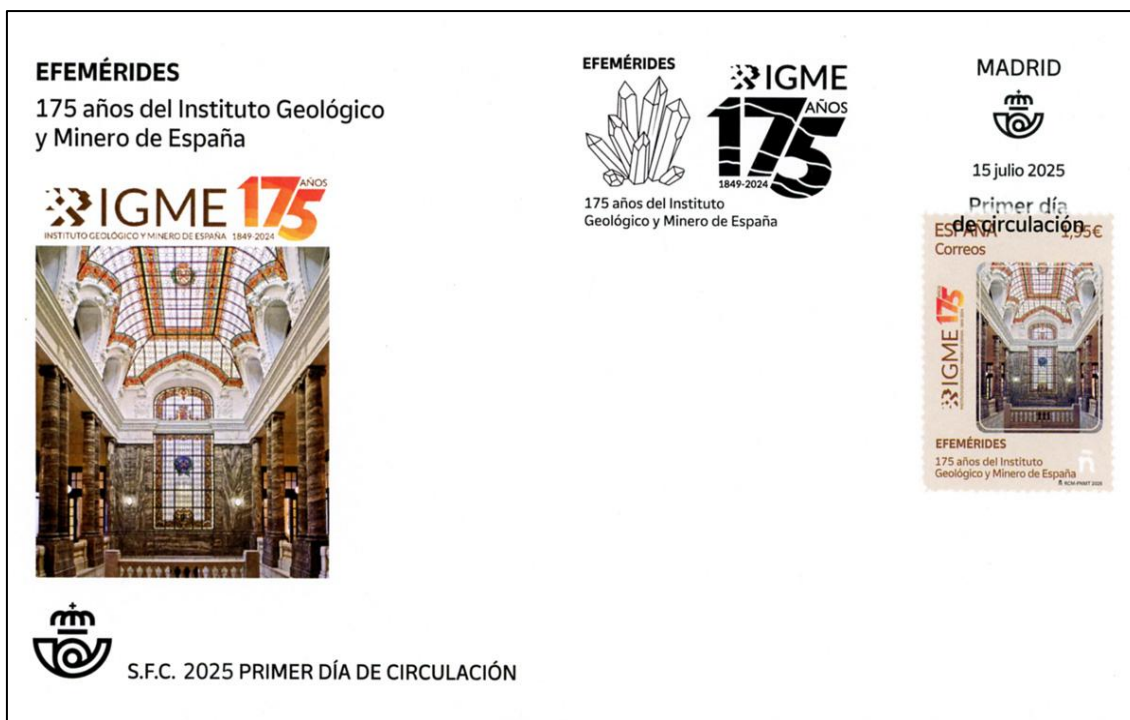 EFEMÉRIDES
175 años del Instituto Geológico
y Minero de España
IGME 175 AÑOS
INSTITUTO GEOLÓGICO Y MINERO DE ESPAÑA 1849-2024
S.F.C. 2025 PRIMER DÍA DE CIRCULACIÓN
EFEMÉRIDES
IGME
175 AÑOS
1849-2024
175 años del Instituto
Geológico y Minero de España
MADRID
15 julio 2025
Primer día
de circulación
ESPAÑA 1,95€
Correos
IGME 175
EFEMÉRIDES
175 años del Instituto
Geológico y Minero de España
ñ